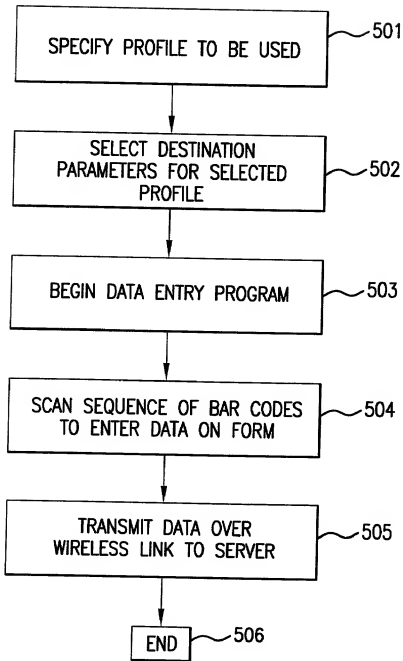 SPECIFY PROFILE TO BE USED
501
SELECT DESTINATION
PARAMETERS FOR SELECTED
PROFILE
502
BEGIN DATA ENTRY PROGRAM
503
SCAN SEQUENCE OF BAR CODES
TO ENTER DATA ON FORM
504
TRANSMIT DATA OVER
WIRELESS LINK TO SERVER
505
END
506